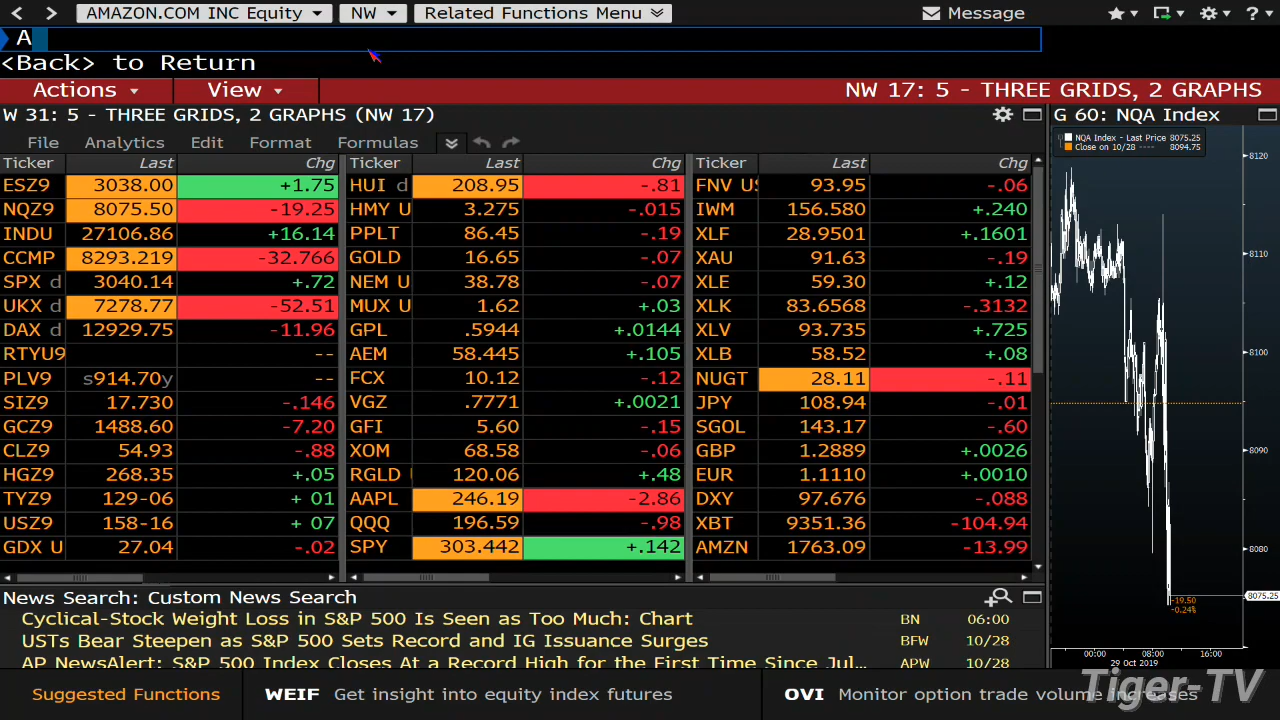 AMAZON.COM INC Equity NW Related Functions Menu Message ?
A
<Back> to Return
Actions View NW 17: 5 - THREE GRIDS, 2 GRAPHS
W 31: 5 - THREE GRIDS, 2 GRAPHS (NW 17) G 60: NQA Index
File Analytics Edit Format Formulas
NQA Index - Last Price 8075.25
Close on 10/28 ---- 8094.75
Ticker Last Chg Ticker Last Chg Ticker Last Chg
ESZ9 3038.00 +1.75 HUI d 208.95 -.81 FNV US 93.95 -.06
NQZ9 8075.50 -19.25 HMY U 3.275 -.015 IWM 156.580 +.240
INDU 27106.86 +16.14 PPLT 86.45 -.19 XLF 28.9501 +.1601
CCMP 8293.219 -32.766 GOLD 16.65 -.07 XAU 91.63 -.19
SPX d 3040.14 +.72 NEM U 38.78 -.07 XLE 59.30 +.12
UKX d 7278.77 -52.51 MUX U 1.62 +.03 XLK 83.6568 -.3132
DAX d 12929.75 -11.96 GPL .5944 +.0144 XLV 93.735 +.725
RTYU9 -- AEM 58.445 +.105 XLB 58.52 +.08
PLV9 s914.70y -- FCX 10.12 -.12 NUGT 28.11 -.11
SIZ9 17.730 -.146 VGZ .7771 +.0021 JPY 108.94 -.01
GCZ9 1488.60 -7.20 GFI 5.60 -.15 SGOL 143.17 -.60
CLZ9 54.93 -.88 XOM 68.58 -.06 GBP 1.2889 +.0026
HGZ9 268.35 +.05 RGLD 120.06 +.48 EUR 1.1110 +.0010
TYZ9 129-06 + 01 AAPL 246.19 -2.86 DXY 97.676 -.088
USZ9 158-16 + 07 QQQ 196.59 -.98 XBT 9351.36 -104.94
GDX U 27.04 -.02 SPY 303.442 +.142 AMZN 1763.09 -13.99
8120
8110
8100
8090
8080
8075.25
-19.50
-0.24%
00:00 08:00 16:00
29 Oct 2019
News Search: Custom News Search
Cyclical-Stock Weight Loss in S&P 500 Is Seen as Too Much: Chart BN 06:00
USTs Bear Steepen as S&P 500 Sets Record and IG Issuance Surges BFW 10/28
AP NewsAlert: S&P 500 Index Closes At a Record High for the First Time Since Jul... APW 10/28
Suggested Functions WEIF Get insight into equity index futures OVI Monitor option trade volume increases
Tiger-TV